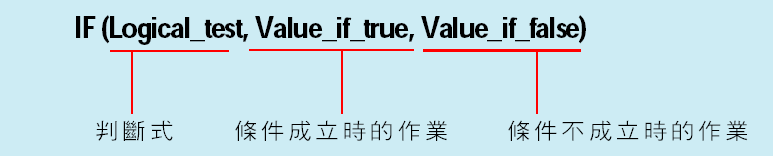 IF (Logical_test, Value_if_true, Value_if_false)
判斷式 條件成立時的作業 條件不成立時的作業